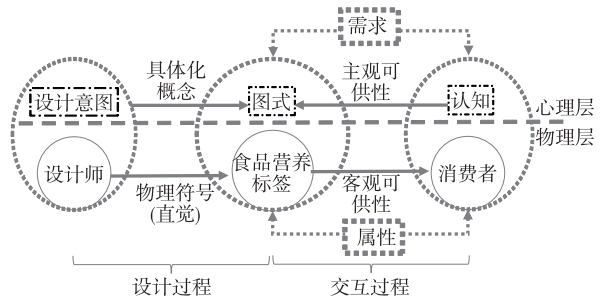 需求
具体化
概念
主观可
供性
设计意图
图式
认知
心理层
物理层
设计师
食品营养
标签
消费者
物理符号
(直觉)
客观可
供性
属性
设计过程
交互过程